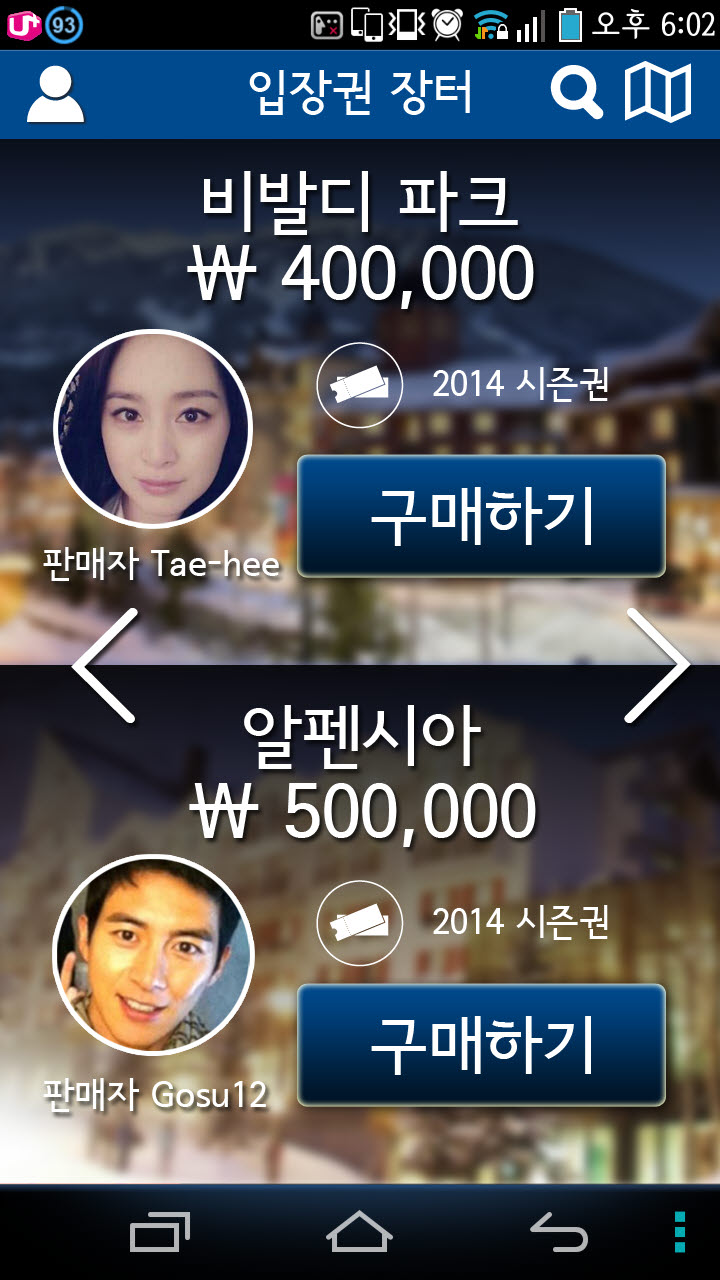 U+ 93 오후 6:02
입장권 장터
비발디 파크
₩ 400,000
2014 시즌권
구매하기
판매자 Tae-hee
알펜시아
₩ 500,000
2014 시즌권
구매하기
판매자 Gosu12